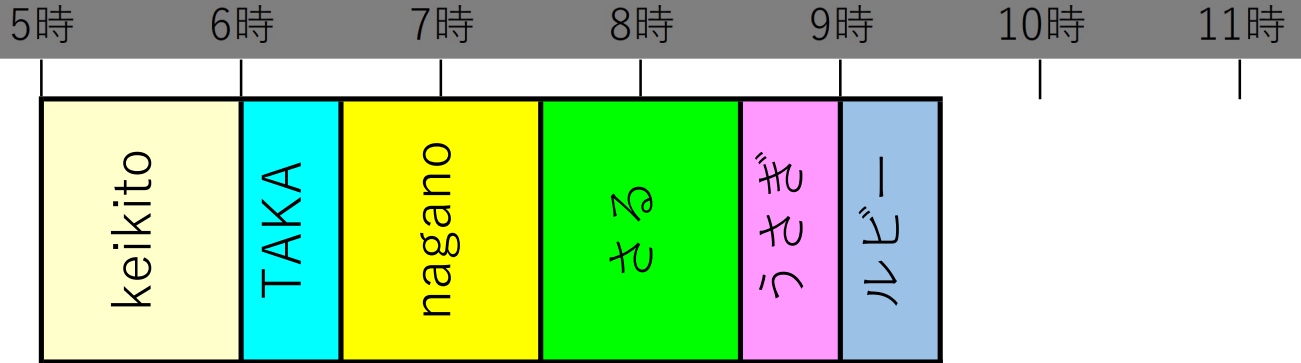 5時 6時 7時 8時 9時 10時 11時
keikito
TAKA
nagano
さる
うさぎ
ルビー